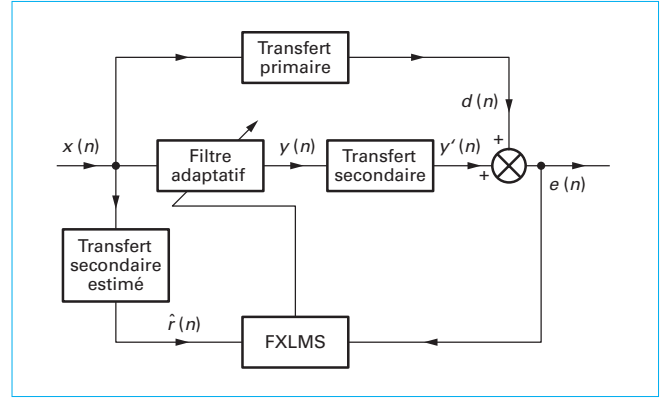 Transfert
primaire
d (n)
x (n)
Filtre
adaptatif
y (n)
Transfert
secondaire
y′ (n)
+
+
e (n)
Transfert
secondaire
estimé
r̂ (n)
FXLMS